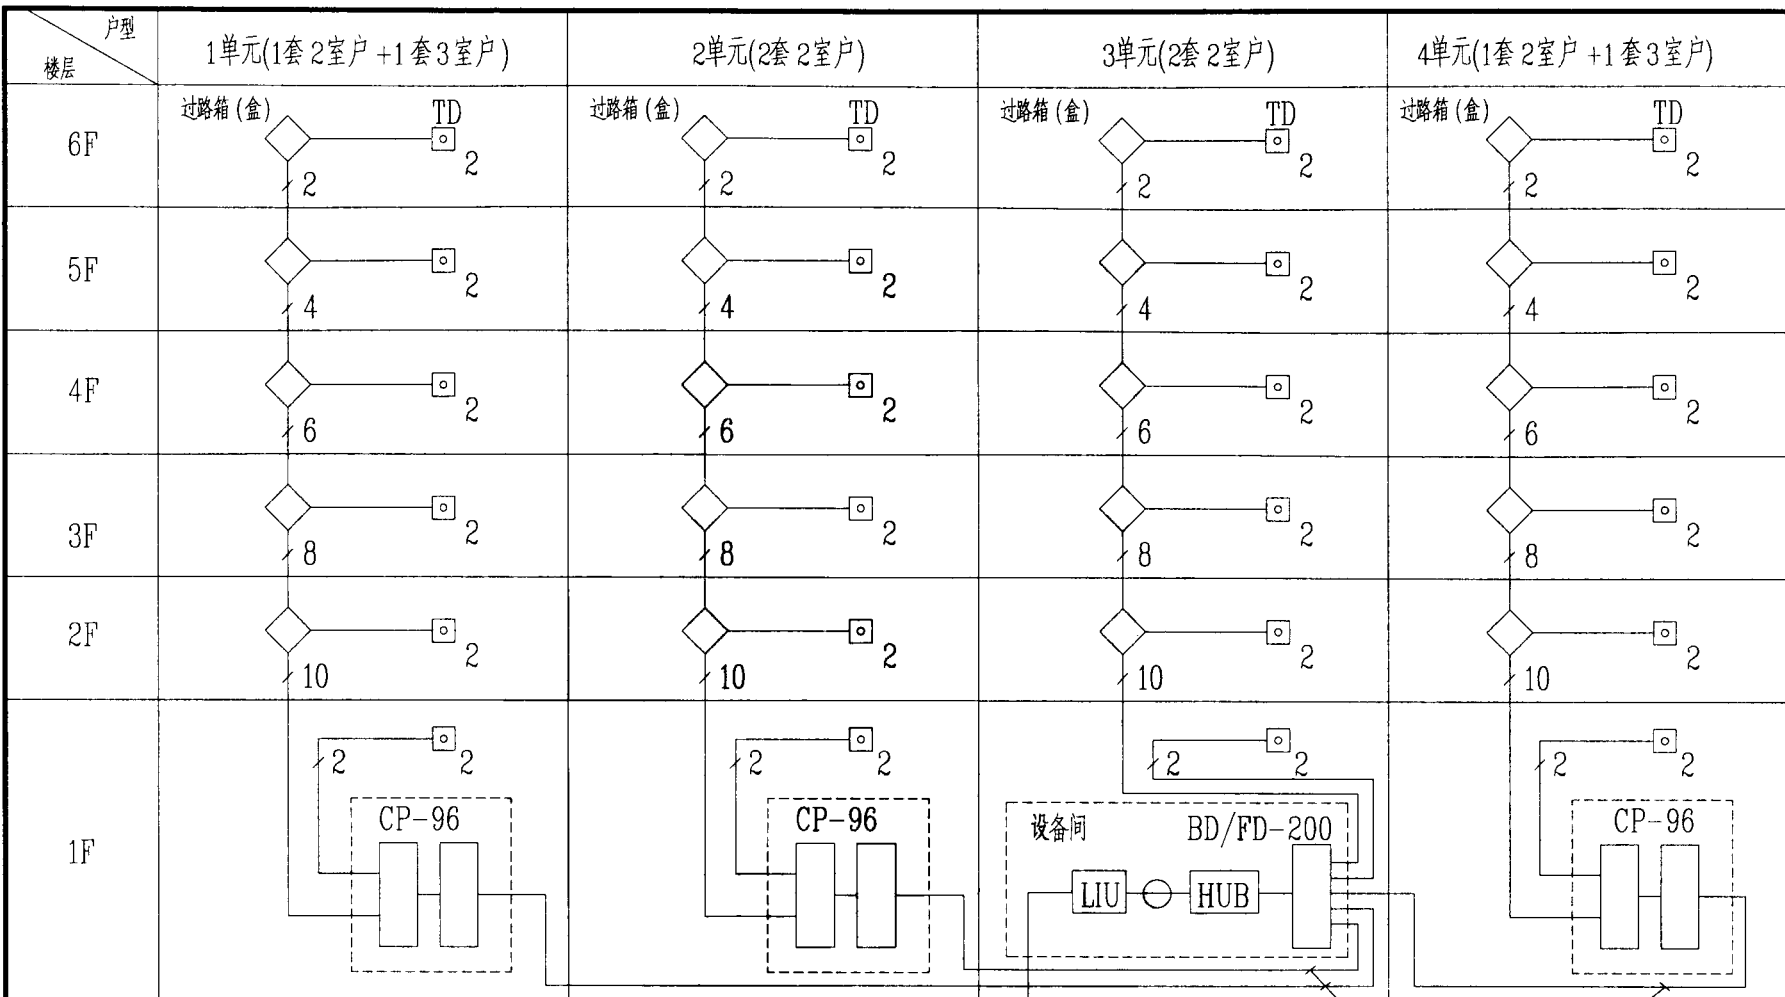 户型
楼层
1单元(1套2室户+1套3室户)
2单元(2套2室户)
3单元(2套2室户)
4单元(1套2室户+1套3室户)
6F
过路箱(盒) TD 2 2
过路箱(盒) TD 2 2
过路箱(盒) TD 2 2
过路箱(盒) TD 2 2
5F
2 4
2 4
2 4
2 4
4F
2 6
2 6
2 6
2 6
3F
2 8
2 8
2 8
2 8
2F
2 10
2 10
2 10
2 10
1F
2 2
CP-96
2 2
CP-96
2 2
设备间 BD/FD-200
LIU HUB
2 2
CP-96